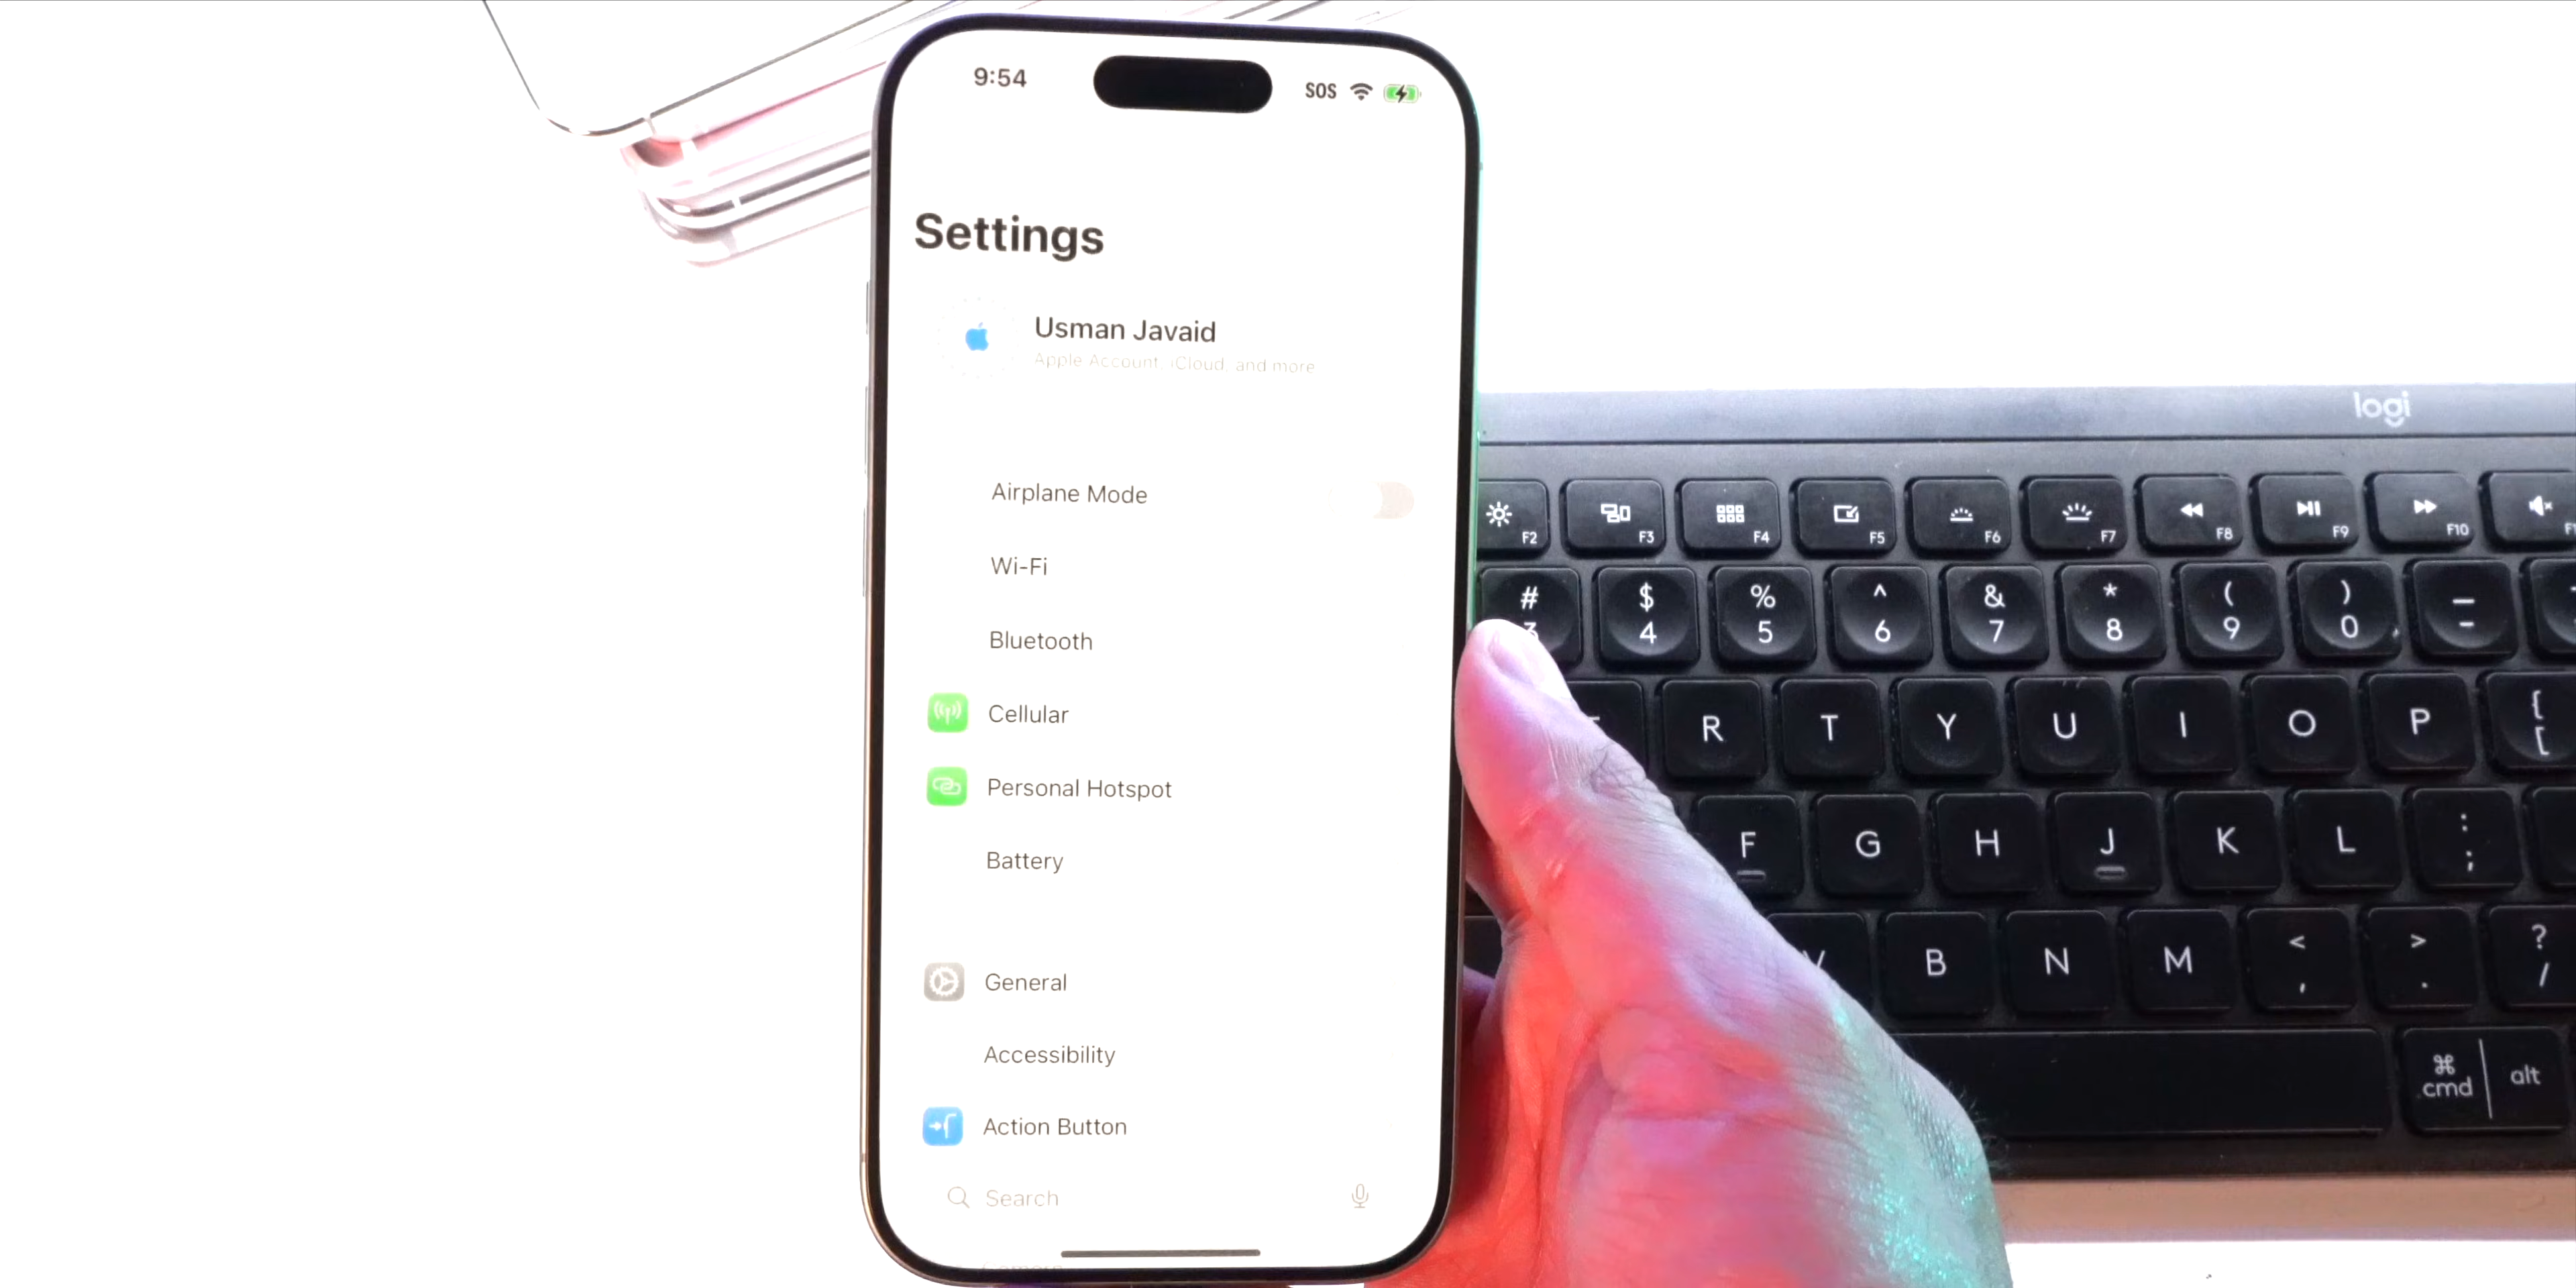 9:54
SOS
Settings
Usman Javaid
Apple Account, iCloud, and more
Airplane Mode
Wi-Fi
Bluetooth
Cellular
Personal Hotspot
Battery
General
Accessibility
Action Button
Search
logi
F2 F3 F4 F5 F6 F7 F8 F9 F10
# $ % ^ & * ( ) _
3 4 5 6 7 8 9 0 -
R T Y U I O P { [
F G H J K L : ;
V B N M < , > . ? /
⌘ cmd alt